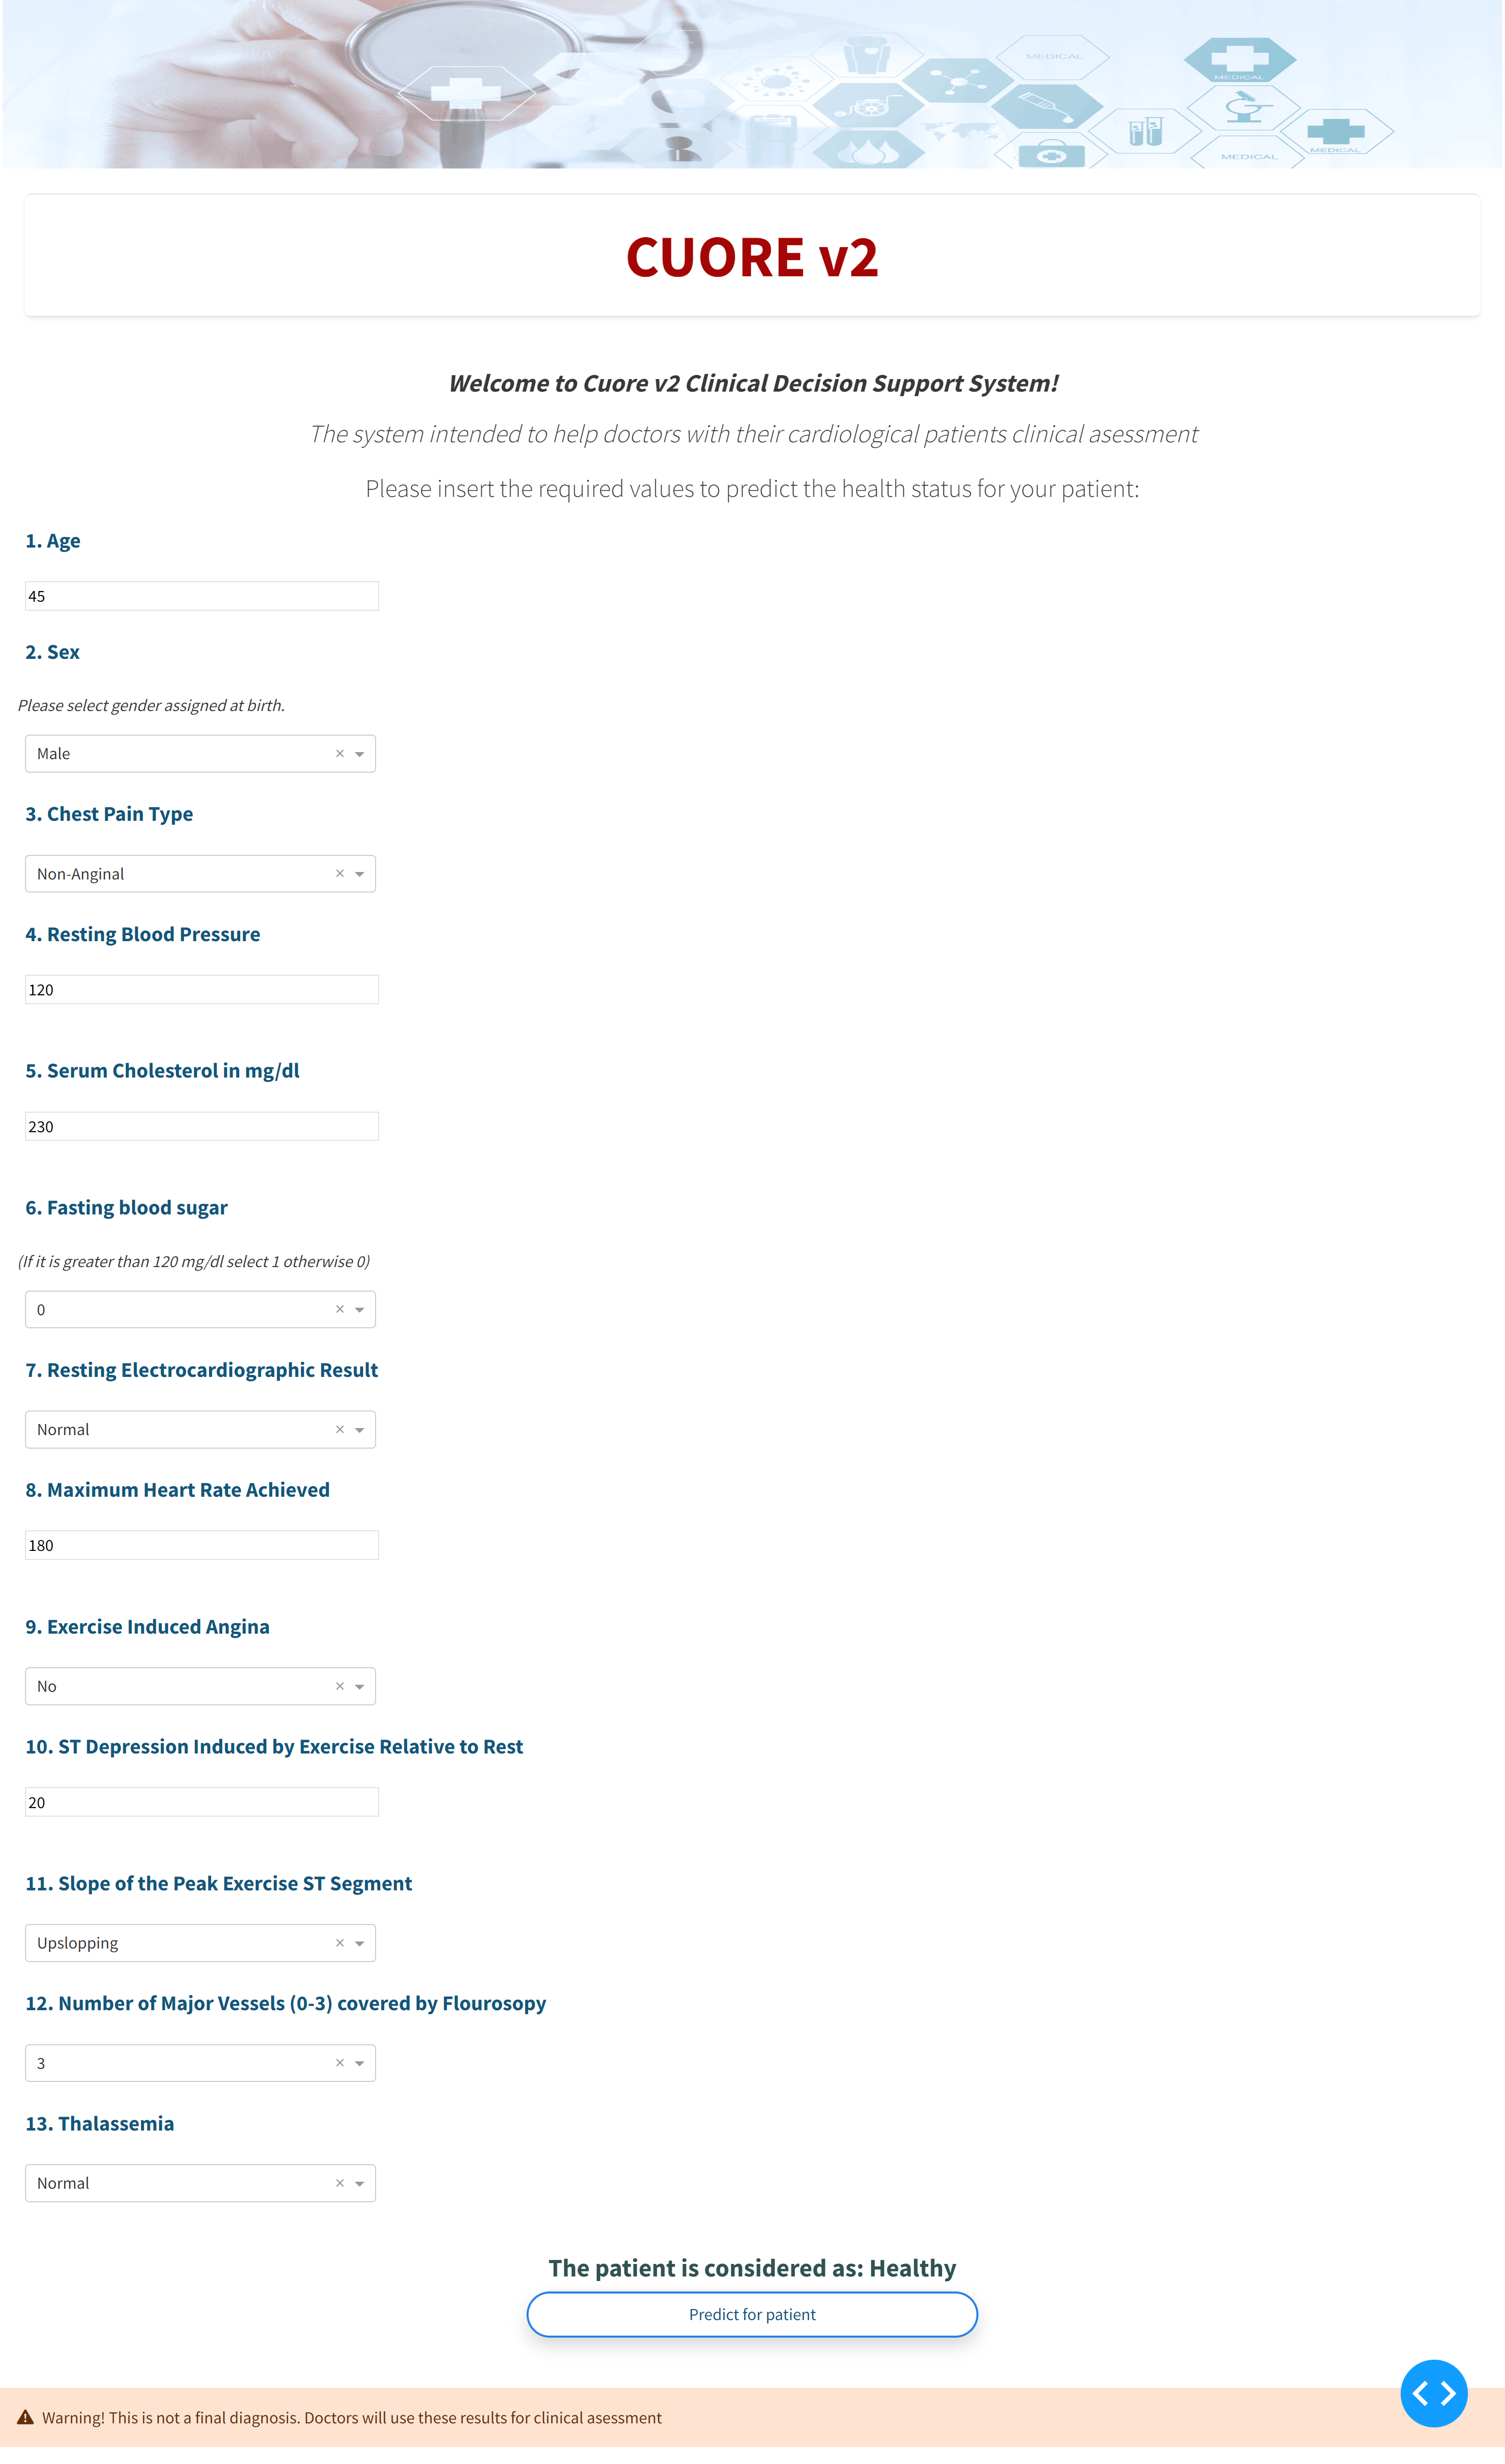 MEDICAL
MEDICAL
MEDICAL
MEDICAL
CUORE v2
Welcome to Cuore v2 Clinical Decision Support System!
The system intended to help doctors with their cardiological patients clinical asessment
Please insert the required values to predict the health status for your patient:
1. Age
45
2. Sex
Please select gender assigned at birth.
Male
3. Chest Pain Type
Non-Anginal
4. Resting Blood Pressure
120
5. Serum Cholesterol in mg/dl
230
6. Fasting blood sugar
(If it is greater than 120 mg/dl select 1 otherwise 0)
0
7. Resting Electrocardiographic Result
Normal
8. Maximum Heart Rate Achieved
180
9. Exercise Induced Angina
No
10. ST Depression Induced by Exercise Relative to Rest
20
11. Slope of the Peak Exercise ST Segment
Upslopping
12. Number of Major Vessels (0-3) covered by Flourosopy
3
13. Thalassemia
Normal
The patient is considered as: Healthy
Predict for patient
Warning! This is not a final diagnosis. Doctors will use these results for clinical asessment